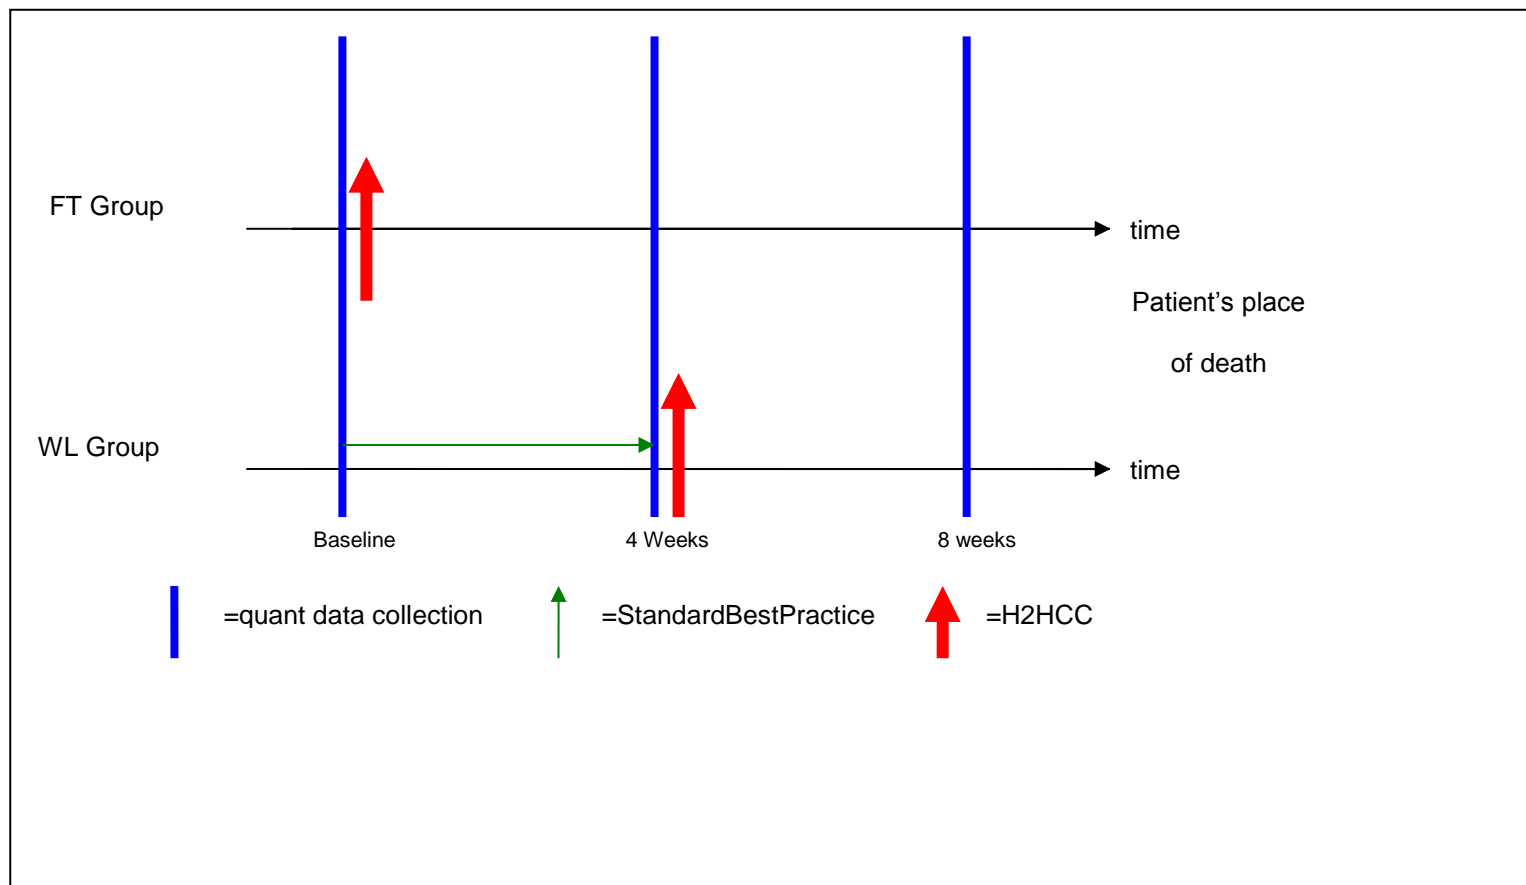 FT Group
time
Patient’s place
of death
WL Group
time
Baseline
4 Weeks
8 weeks
=quant data collection
=StandardBestPractice
=H2HCC